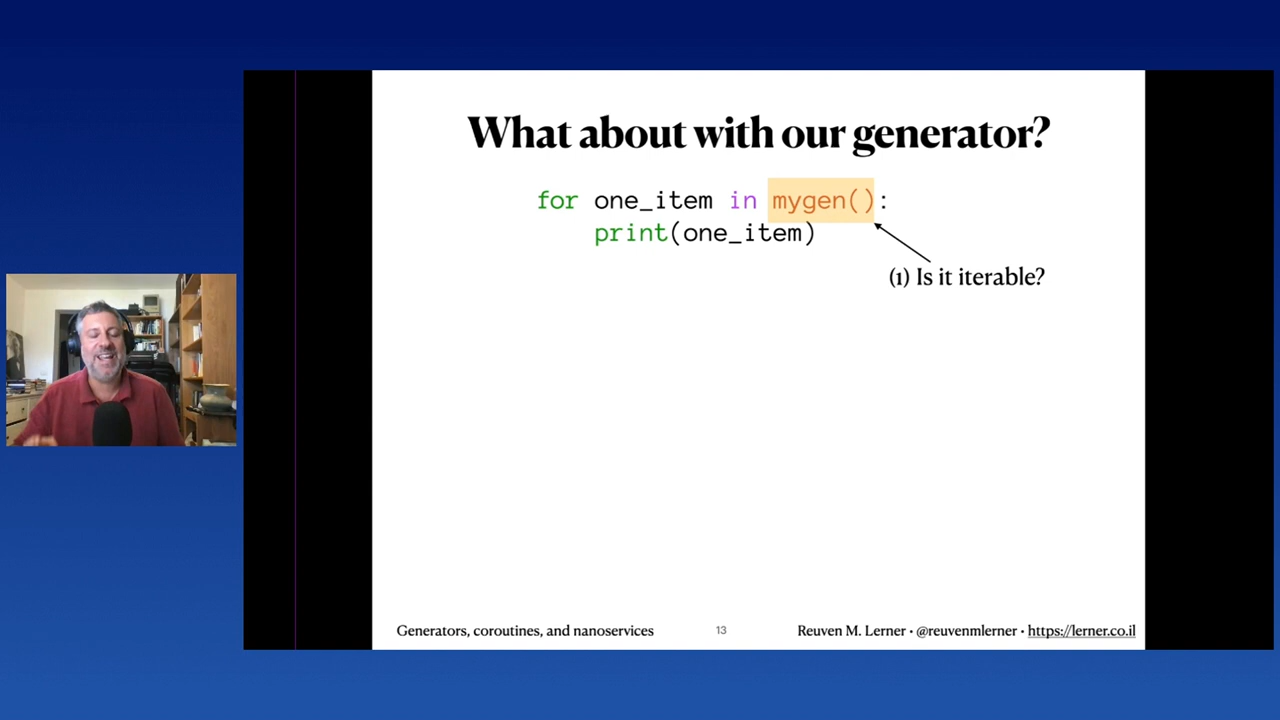 What about with our generator?
for one_item in mygen():
    print(one_item)
(1) Is it iterable?
Generators, coroutines, and nanoservices
13
Reuven M. Lerner • @reuvenmlerner • https://lerner.co.il